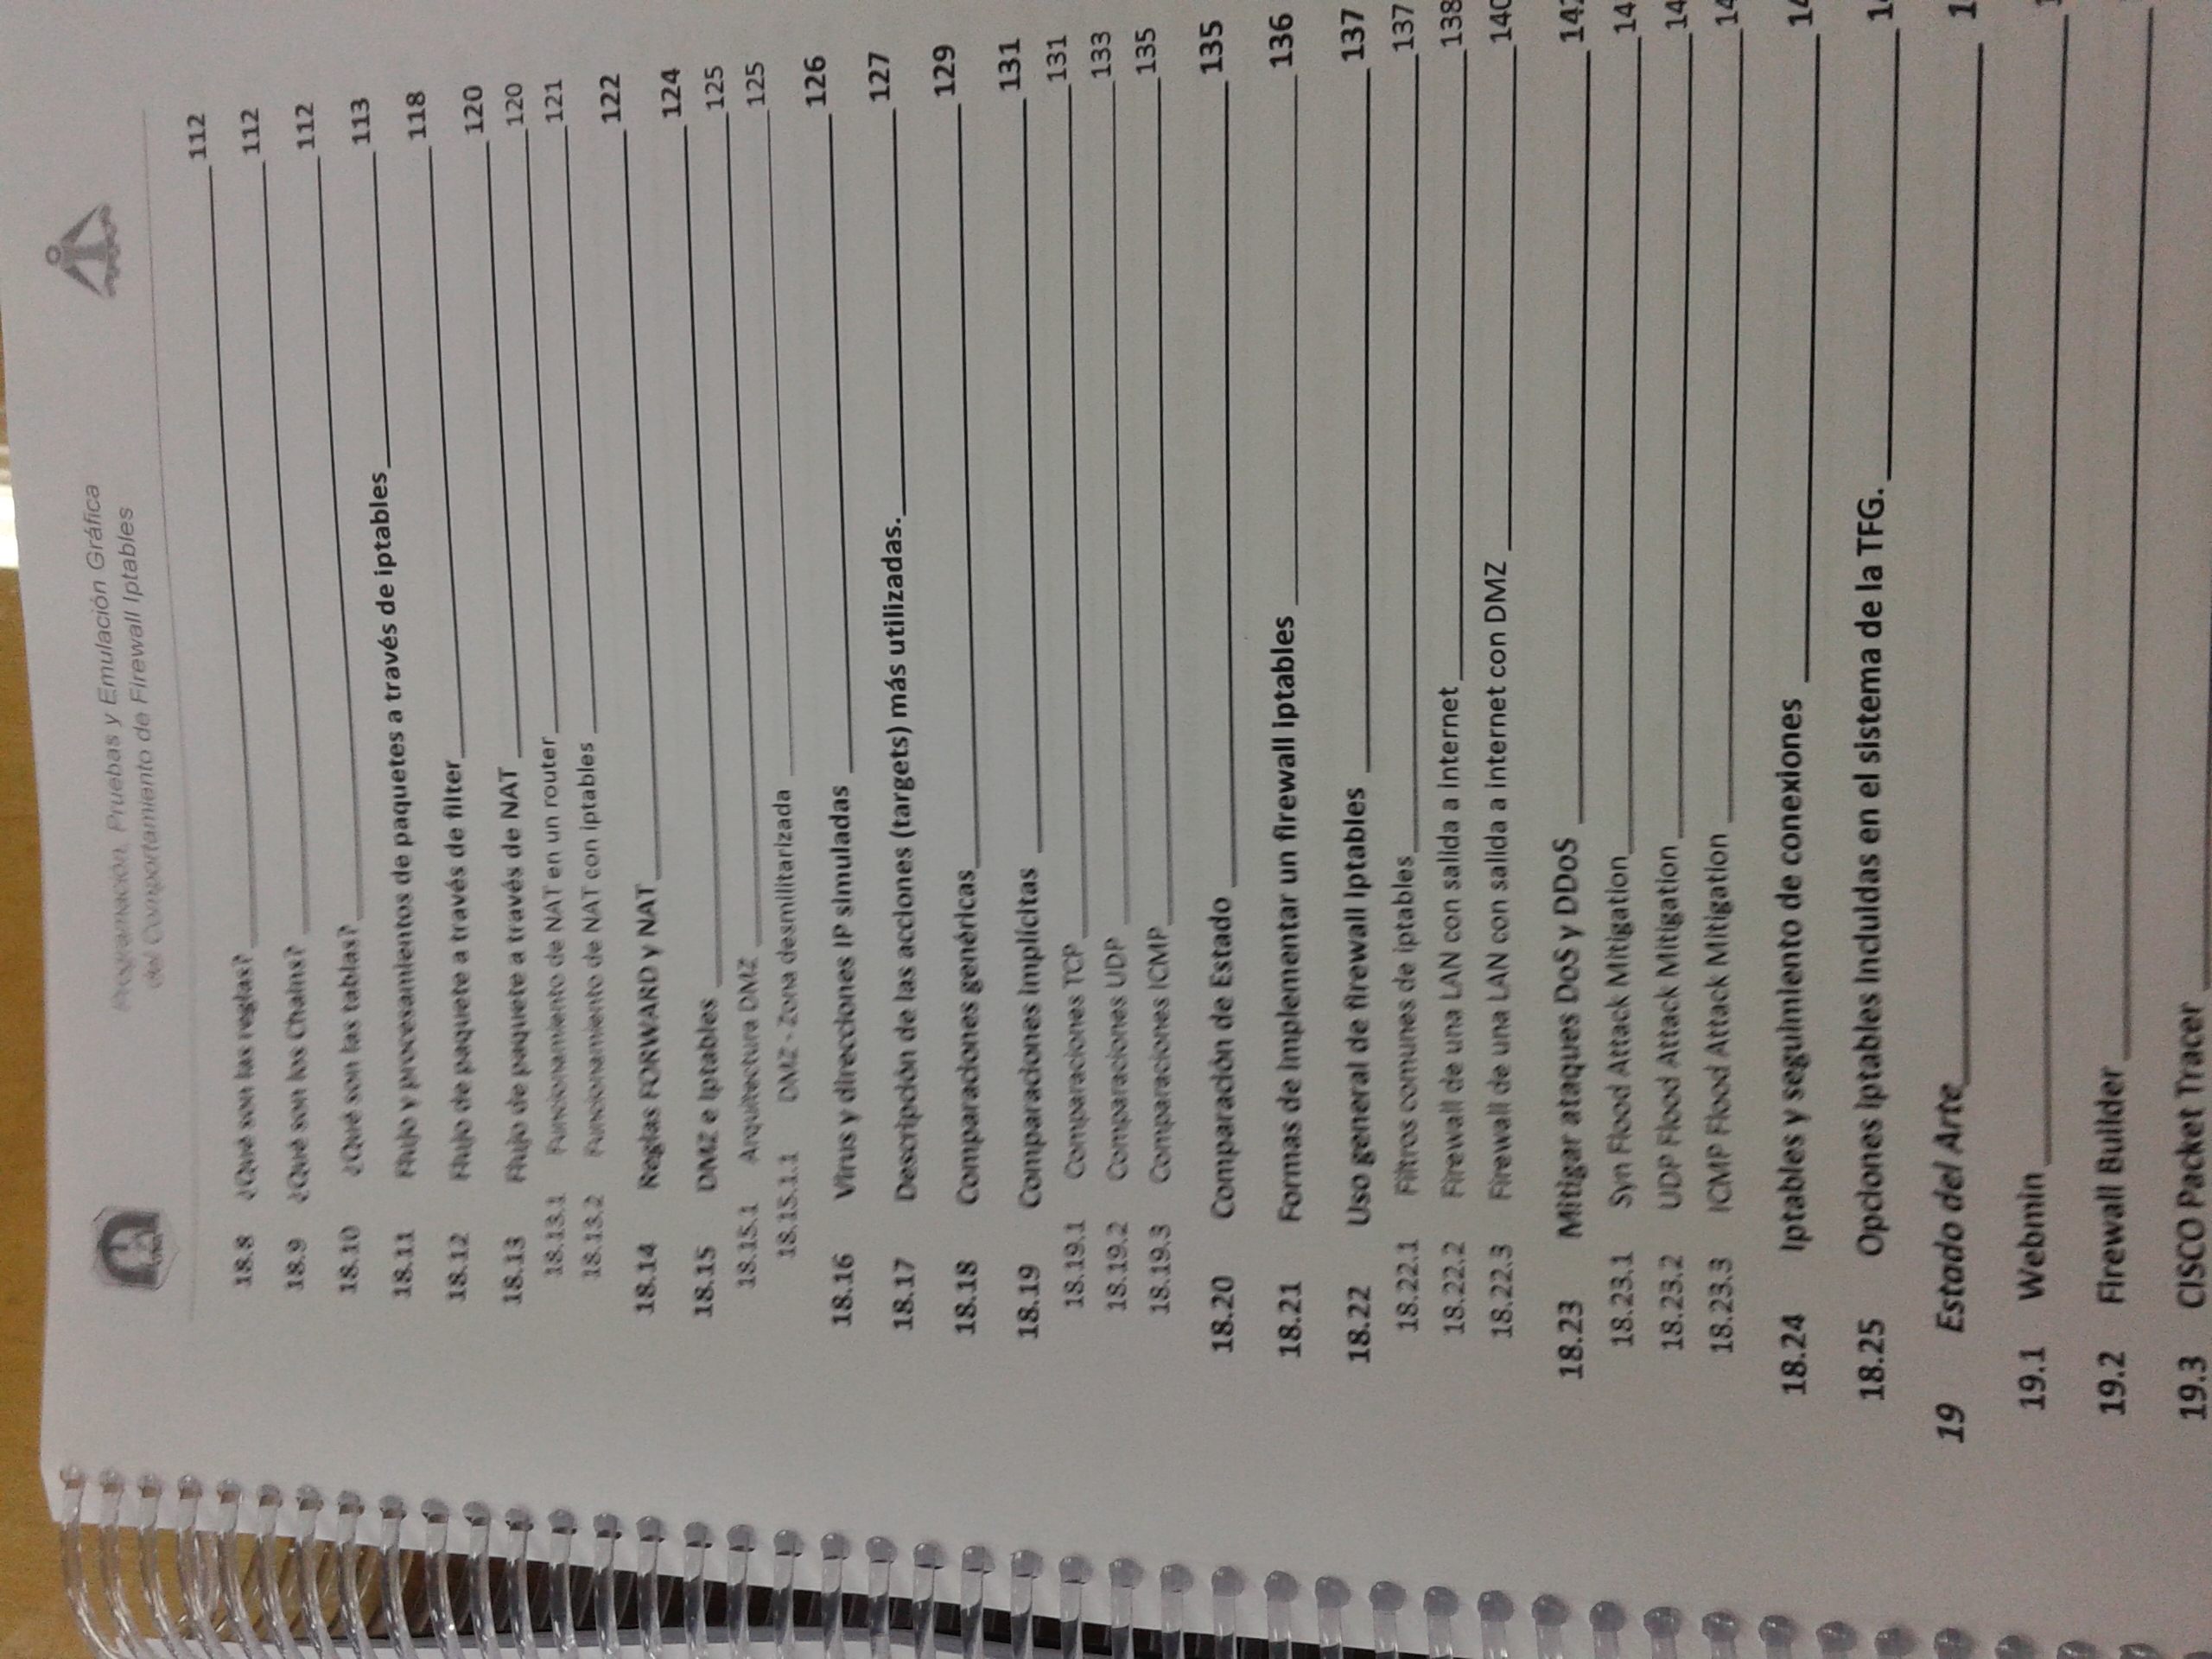 Programación, Pruebas y Emulación Gráfica
del Comportamiento de Firewall Iptables
18.8 ¿Qué son las reglas? 112
18.9 ¿Qué son los Chains? 112
18.10 ¿Qué son las tablas? 112
18.11 Flujo y procesamientos de paquetes a través de iptables 113
18.12 Flujo de paquete a través de filter 118
18.13 Flujo de paquete a través de NAT 120
18.13.1 Funcionamiento de NAT en un router 120
18.13.2 Funcionamiento de NAT con iptables 121
18.14 Reglas FORWARD y NAT 122
18.15 DMZ e Iptables 124
18.15.1 Arquitectura DMZ 125
18.15.1.1 DMZ - Zona desmilitarizada 125
18.16 Virus y direcciones IP simuladas 126
18.17 Descripción de las acciones (targets) más utilizadas. 127
18.18 Comparaciones genéricas 129
18.19 Comparaciones Implícitas 131
18.19.1 Comparaciones TCP 131
18.19.2 Comparaciones UDP 133
18.19.3 Comparaciones ICMP 135
18.20 Comparación de Estado 135
18.21 Formas de implementar un firewall iptables 136
18.22 Uso general de firewall Iptables 137
18.22.1 Filtros comunes de iptables 137
18.22.2 Firewall de una LAN con salida a internet 138
18.22.3 Firewall de una LAN con salida a internet con DMZ 140
18.23 Mitigar ataques DoS y DDoS 142
18.23.1 Syn Flood Attack Mitigation 14
18.23.2 UDP Flood Attack Mitigation 14
18.23.3 ICMP Flood Attack Mitigation 14
18.24 Iptables y seguimiento de conexiones 14
18.25 Opciones iptables Incluidas en el sistema de la TFG. 1
19 Estado del Arte 1
19.1 Webmin
19.2 Firewall Builder
19.3 CISCO Packet Tracer